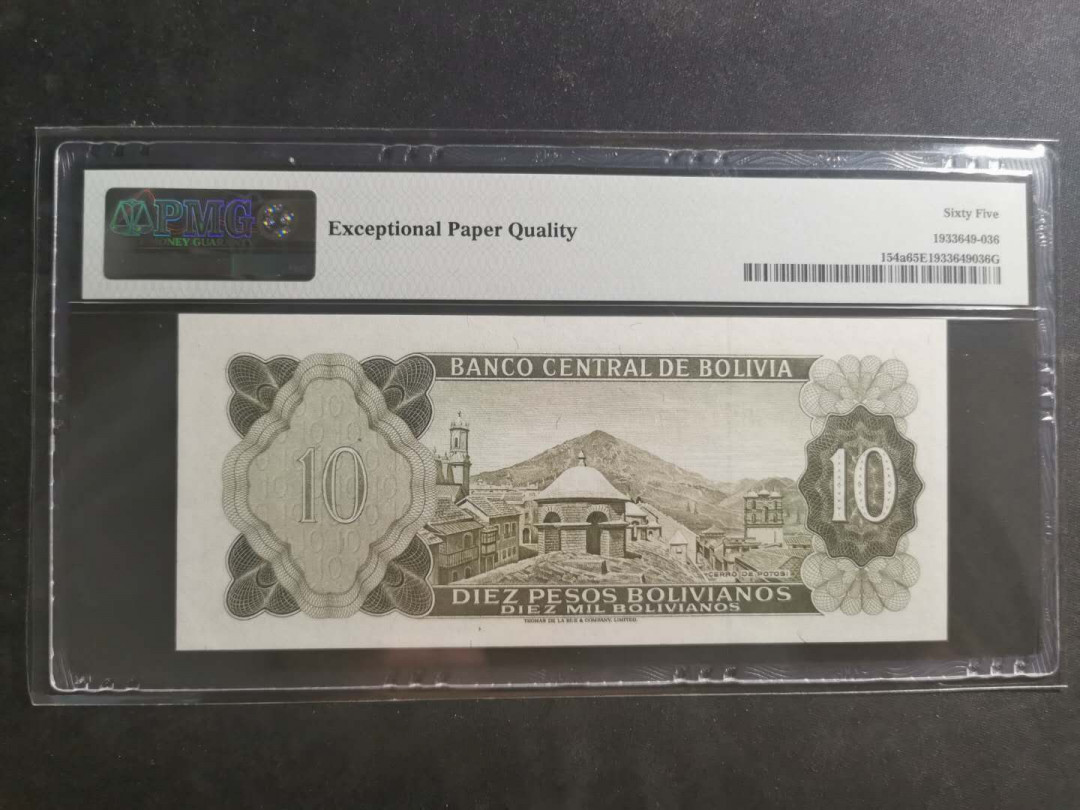 PMG
Exceptional Paper Quality
Sixty Five
1933649-036
154a65E1933649036G
BANCO CENTRAL DE BOLIVIA
10
10
CERRO DE POTOSI
DIEZ PESOS BOLIVIANOS
DIEZ MIL BOLIVIANOS
THOMAS DE LA RUE & COMPANY, LIMITED.